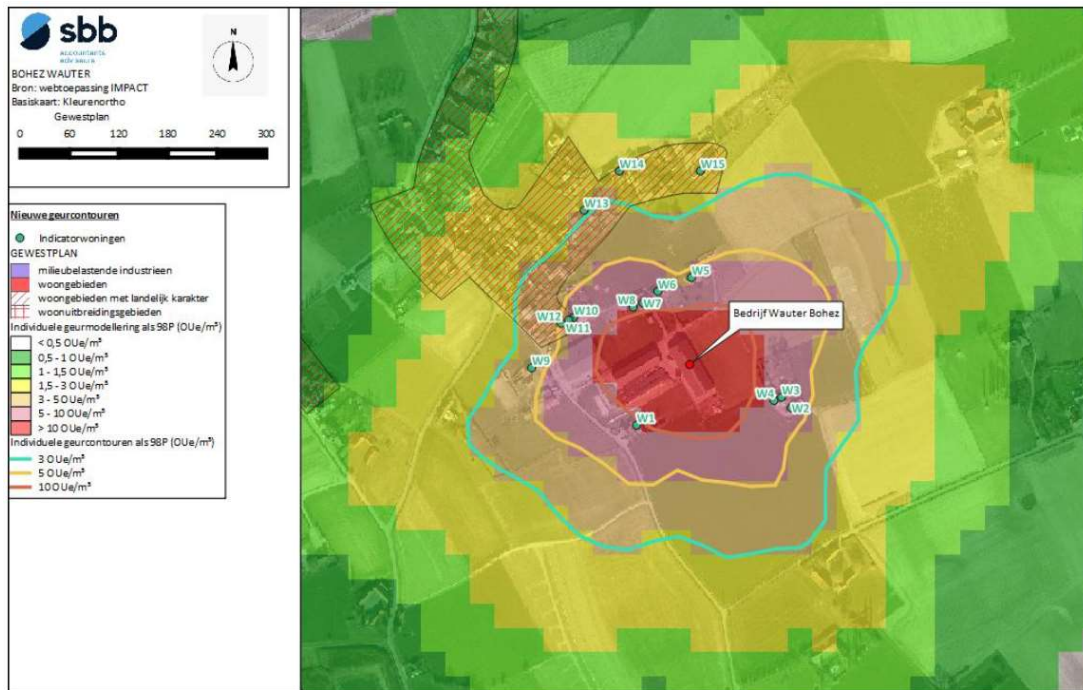 sbb
accountants
adviseurs
N
BOHEZ WAUTER
Bron: webtoepassing IMPACT
Basiskaart: Kleurenortho
Gewestplan
0 60 120 180 240 300
Nieuwe geurcontouren
Indicatorwoningen
GEWESTPLAN
milieubelastende industrieen
woongebieden
woongebieden met landelijk karakter
woonuitbreidingsgebieden
Individuele geurmodellering als 98P (OUe/m³)
< 0,5 OUe/m³
0,5 - 1 OUe/m³
1 - 1,5 OUe/m³
1,5 - 3 OUe/m³
3 - 5 OUe/m³
5 - 10 OUe/m³
> 10 OUe/m³
Individuele geurcontouren als 98P (OUe/m³)
3 OUe/m³
5 OUe/m³
10 OUe/m³
W14
W15
W13
W5
W6
W8
W7
W10
W12
W11
Bedrijf Wauter Bohez
W9
W3
W4
W2
W1